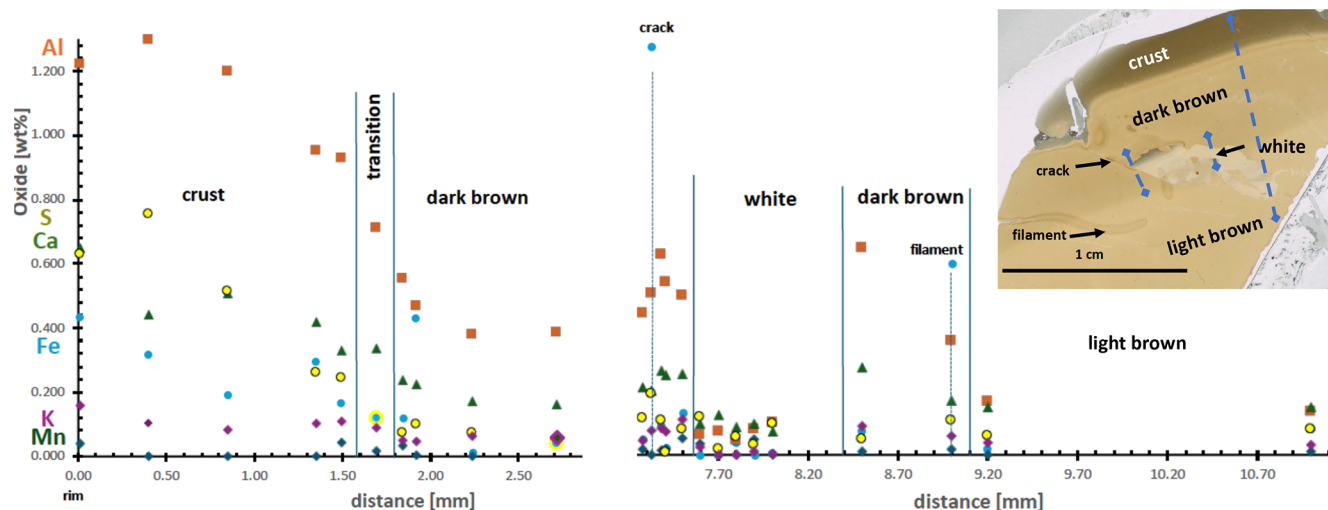 Al
S
Ca
Fe
K
Mn
Oxide [wt%]
1.200
1.000
0.800
0.600
0.400
0.200
0.000
crust
transition
dark brown
0.00
0.50
1.00
1.50
2.00
2.50
rim
distance [mm]
crack
white
dark brown
filament
light brown
7.70
8.20
8.70
9.20
9.70
10.20
10.70
distance [mm]
crust
dark brown
white
crack
filament
light brown
1 cm